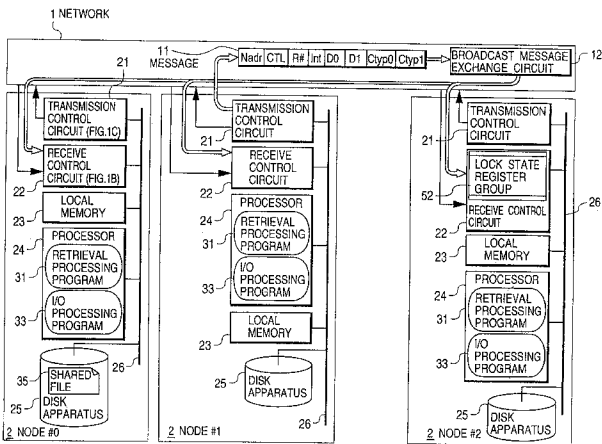 1 NETWORK
11
MESSAGE
Nadr CTL R# Int D0 D1 Ctyp0 Ctyp1
BROADCAST MESSAGE
EXCHANGE CIRCUIT
12
21
TRANSMISSION
CONTROL
CIRCUIT (FIG.1C)
RECEIVE
CONTROL
CIRCUIT (FIG.1B)
22
LOCAL
MEMORY
23
24
PROCESSOR
RETRIEVAL
PROCESSING
PROGRAM
31
I/O
PROCESSING
PROGRAM
33
35
SHARED
FILE
25
DISK
APPARATUS
26
2 NODE #0
TRANSMISSION
CONTROL
CIRCUIT
21
RECEIVE
CONTROL
CIRCUIT
22
24
PROCESSOR
RETRIEVAL
PROCESSING
PROGRAM
31
I/O
PROCESSING
PROGRAM
33
LOCAL
MEMORY
23
25
DISK
APPARATUS
26
2 NODE #1
TRANSMISSION
CONTROL
CIRCUIT
21
LOCK STATE
REGISTER
GROUP
52
RECEIVE CONTROL
CIRCUIT
22
26
LOCAL
MEMORY
23
24
PROCESSOR
RETRIEVAL
PROCESSING
PROGRAM
31
I/O
PROCESSING
PROGRAM
33
25
DISK
APPARATUS
2 NODE #2